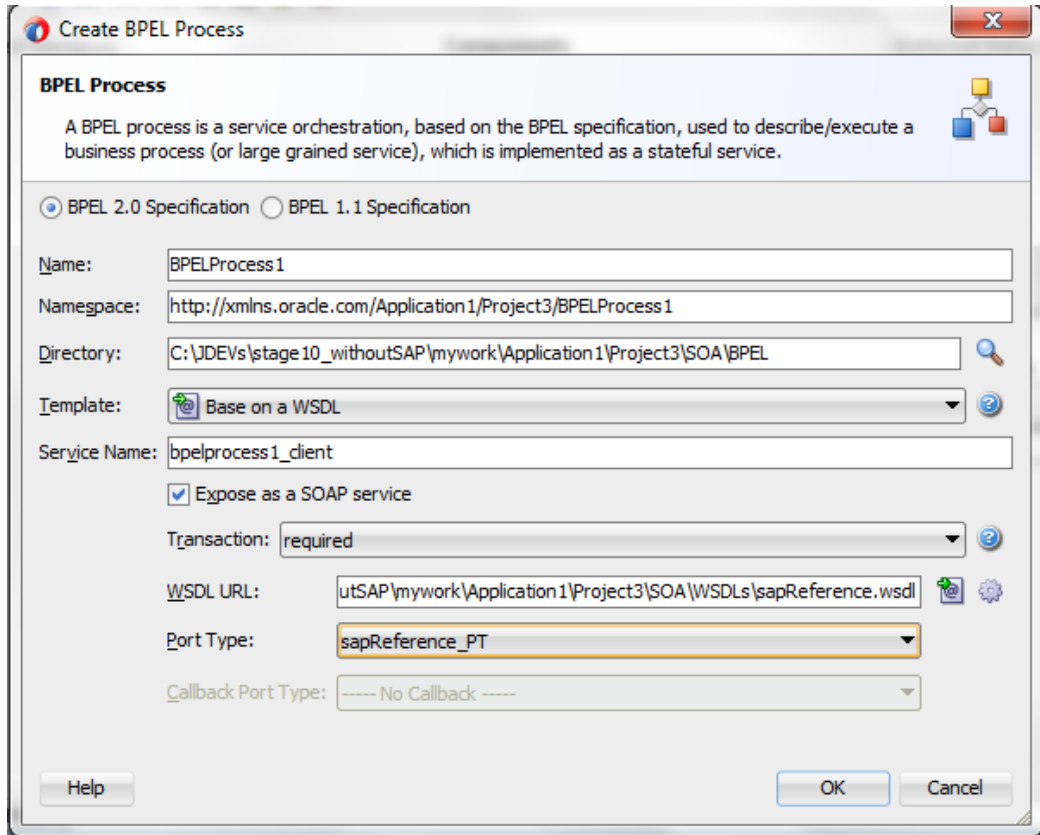 Create BPEL Process
BPEL Process
A BPEL process is a service orchestration, based on the BPEL specification, used to describe/execute a
business process (or large grained service), which is implemented as a stateful service.
BPEL 2.0 Specification BPEL 1.1 Specification
Name: BPELProcess1
Namespace: http://xmlns.oracle.com/Application1/Project3/BPELProcess1
Directory: C:\JDEVs\stage10_withoutSAP\mywork\Application1\Project3\SOA\BPEL
Template: Base on a WSDL
Service Name: bpelprocess1_client
Expose as a SOAP service
Transaction: required
WSDL URL: utSAP\mywork\Application1\Project3\SOA\WSDLs\sapReference.wsdl
Port Type: sapReference_PT
Callback Port Type: ----- No Callback -----
Help OK Cancel